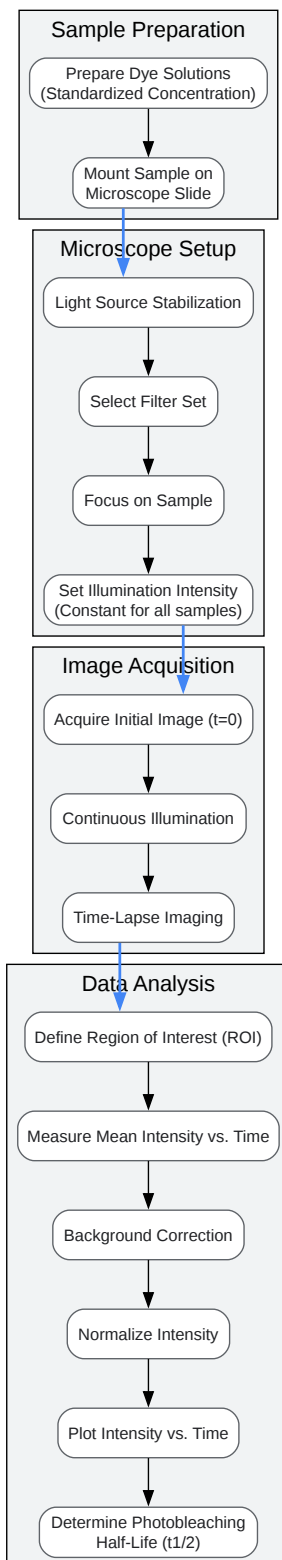 Sample Preparation
Prepare Dye Solutions
(Standardized Concentration)
Mount Sample on
Microscope Slide
Microscope Setup
Light Source Stabilization
Select Filter Set
Focus on Sample
Set Illumination Intensity
(Constant for all samples)
Image Acquisition
Acquire Initial Image (t=0)
Continuous Illumination
Time-Lapse Imaging
Data Analysis
Define Region of Interest (ROI)
Measure Mean Intensity vs. Time
Background Correction
Normalize Intensity
Plot Intensity vs. Time
Determine Photobleaching
Half-Life (t1/2)